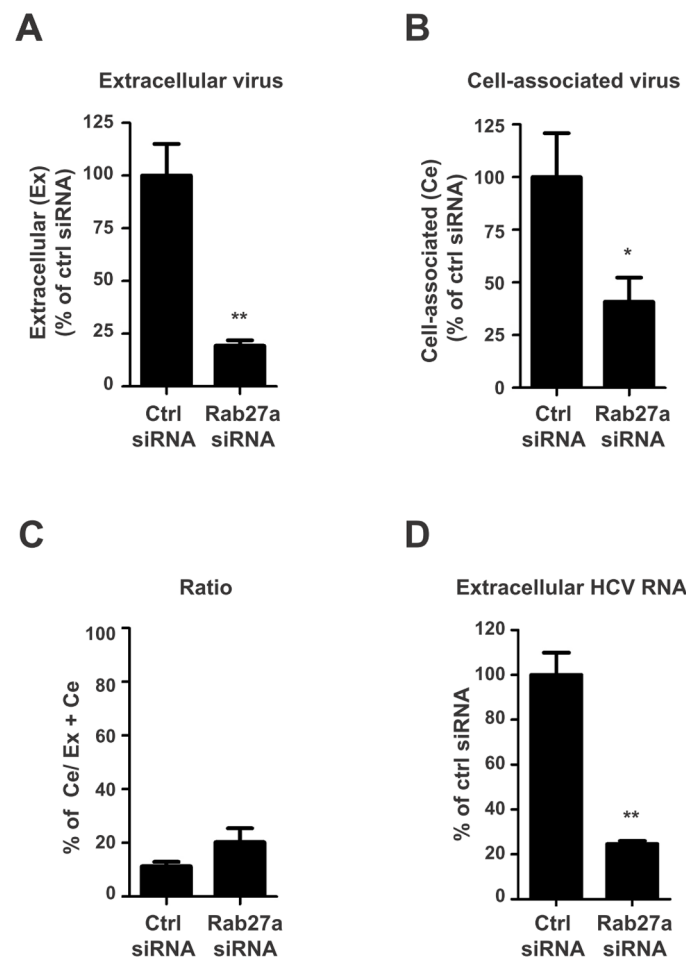 A
Extracellular virus
Extracellular (Ex)
(% of ctrl siRNA)
125
100
75
50
25
0
**
Ctrl
siRNA
Rab27a
siRNA
B
Cell-associated virus
Cell-associated (Ce)
(% of ctrl siRNA)
125
100
75
50
25
0
*
Ctrl
siRNA
Rab27a
siRNA
C
Ratio
% of Ce/ Ex + Ce
100
80
60
40
20
0
Ctrl
siRNA
Rab27a
siRNA
D
Extracellular HCV RNA
% of ctrl siRNA
120
100
80
60
40
20
0
**
Ctrl
siRNA
Rab27a
siRNA